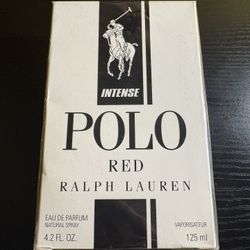 INTENSE
POLO
RED
RALPH LAUREN
EAU DE PARFUM
NATURAL SPRAY
VAPORISATEUR
4.2 FL. OZ.
125 ml